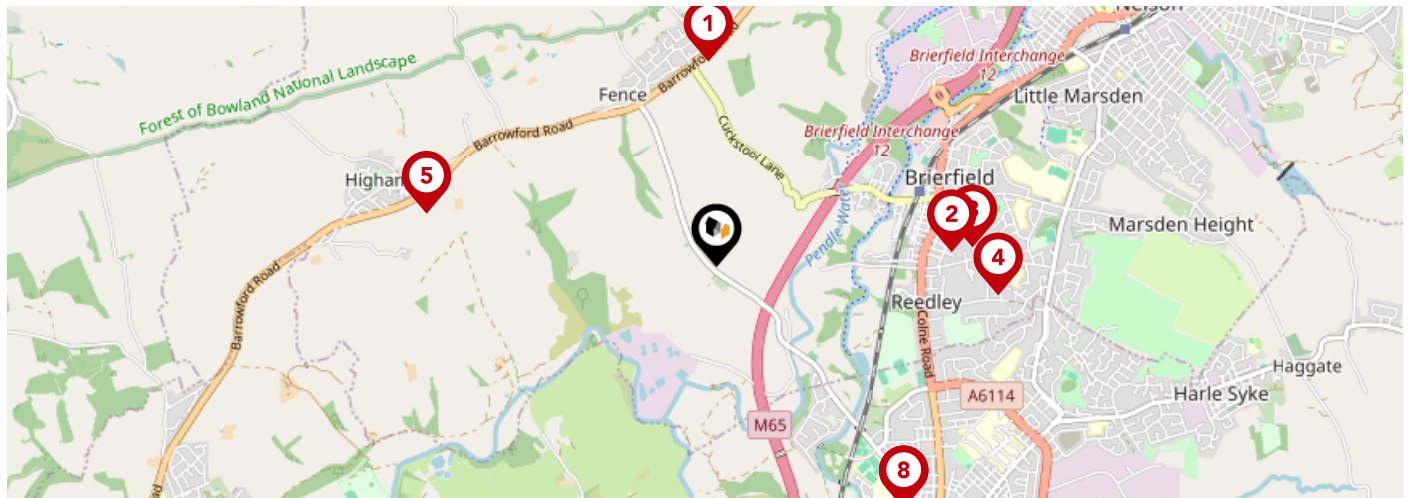 Nelson
1
Barrowford Road
Brierfield Interchange
12
Forest of Bowland National Landscape
Fence
Little Marsden
Barrowford Road
Cuckstool Lane
Brierfield Interchange
12
Higham
5
Brierfield
2
3
Pendle Water
Marsden Height
4
Reedley
Barrowford Road
Colne Road
Haggate
A6114
Harle Syke
M65
8